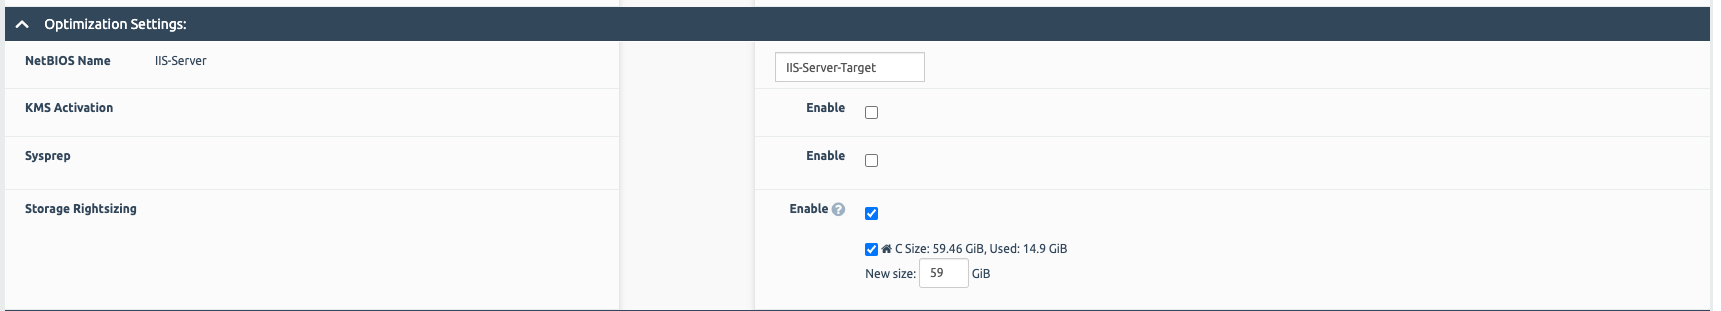 Optimization Settings:
NetBIOS Name IIS-Server IIS-Server-Target
KMS Activation Enable
Sysprep Enable
Storage Rightsizing Enable ?
C Size: 59.46 GiB, Used: 14.9 GiB
New size: 59 GiB